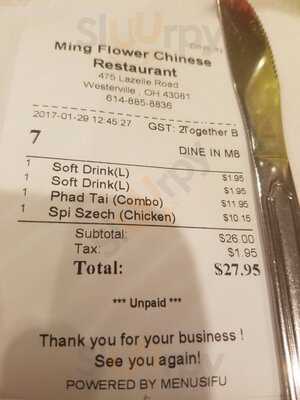 Ming Flower Chinese
Restaurant
475 Lazelle Road
Westerville , OH 43081
614-885-8836
2017-01-29 12:45:27 GST: 2Together B
7 DINE IN M6
1 Soft Drink(L) $1.95
1 Soft Drink(L) $1.95
1 Phad Tai (Combo) $11.95
1 Spi Szech (Chicken) $10.15
Subtotal: $26.00
Tax: $1.95
Total: $27.95
*** Unpaid ***
Thank you for your business !
See you again!
POWERED BY MENUSIFU
Sluurpy